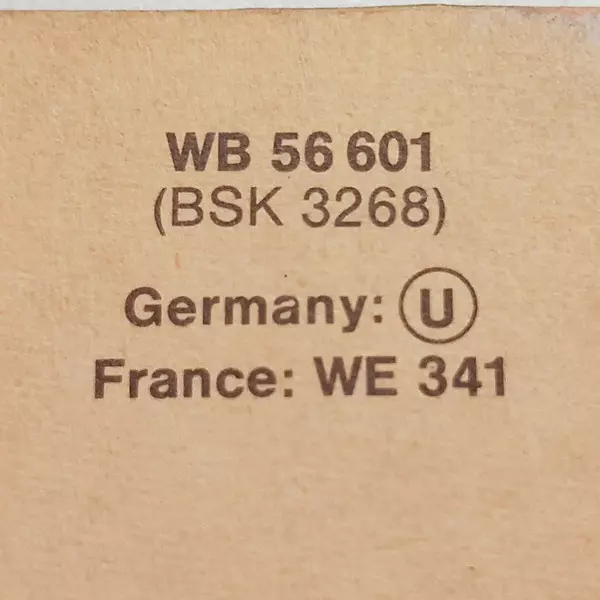 WB 56 601
(BSK 3268)
Germany: Ⓤ
France: WE 341